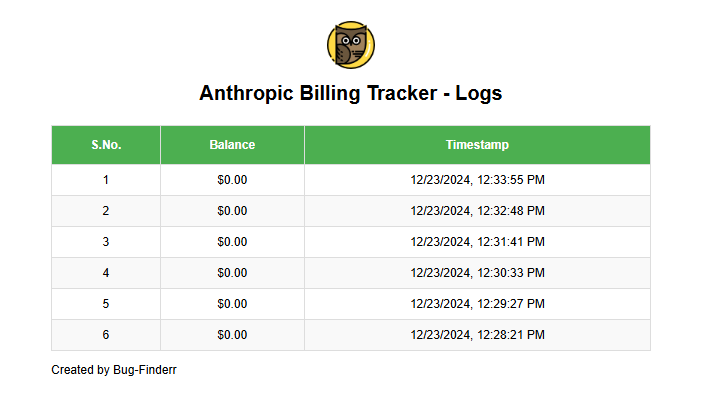 Anthropic Billing Tracker - Logs
S.No. Balance Timestamp
1 $0.00 12/23/2024, 12:33:55 PM
2 $0.00 12/23/2024, 12:32:48 PM
3 $0.00 12/23/2024, 12:31:41 PM
4 $0.00 12/23/2024, 12:30:33 PM
5 $0.00 12/23/2024, 12:29:27 PM
6 $0.00 12/23/2024, 12:28:21 PM
Created by Bug-Finderr